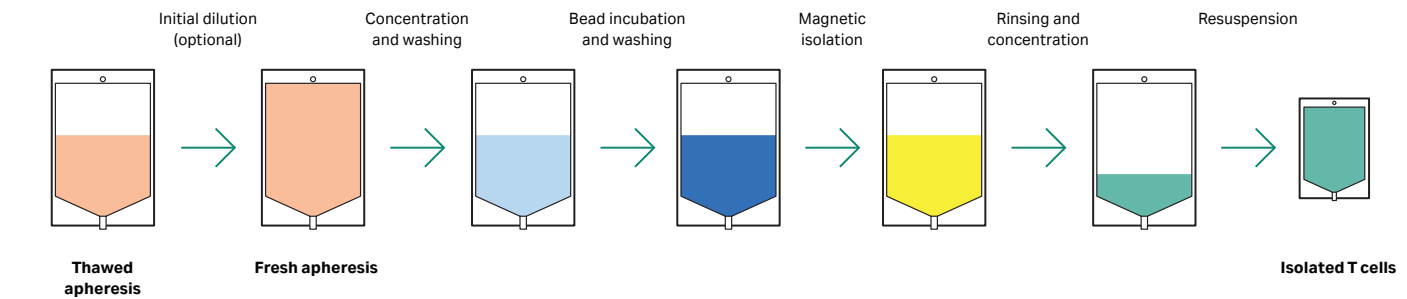 Initial dilution
(optional)
Concentration
and washing
Bead incubation
and washing
Magnetic
isolation
Rinsing and
concentration
Resuspension
Thawed
apheresis
Fresh apheresis
Isolated T cells